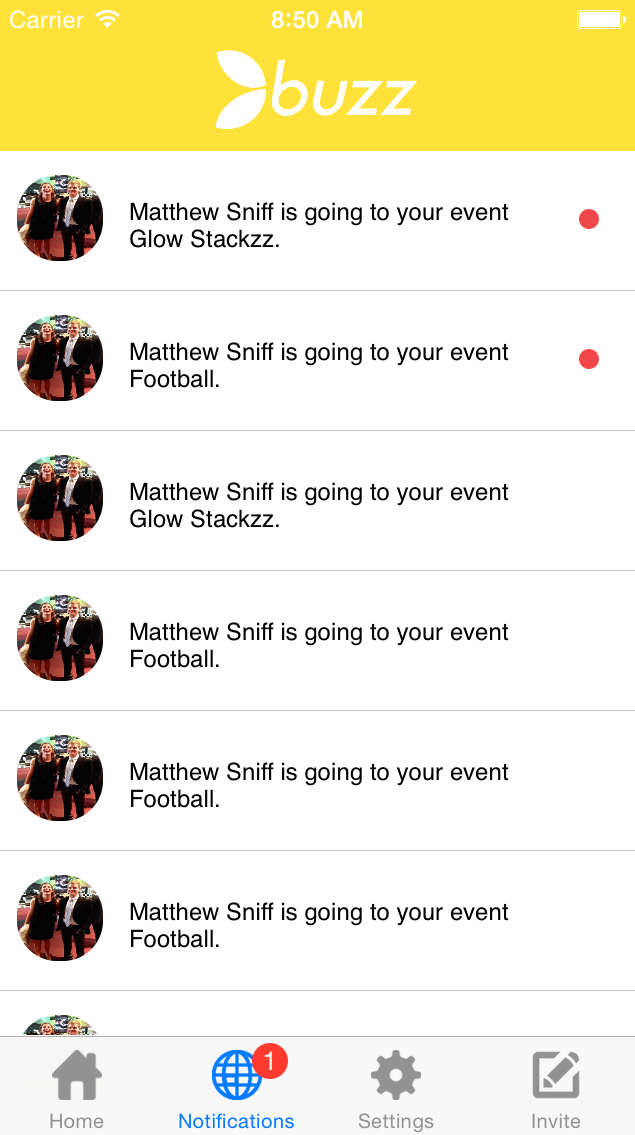 Carrier 8:50 AM
buzz
Matthew Sniff is going to your event
Glow Stackzz.
Matthew Sniff is going to your event
Football.
Matthew Sniff is going to your event
Glow Stackzz.
Matthew Sniff is going to your event
Football.
Matthew Sniff is going to your event
Football.
Matthew Sniff is going to your event
Football.
1
Home Notifications Settings Invite